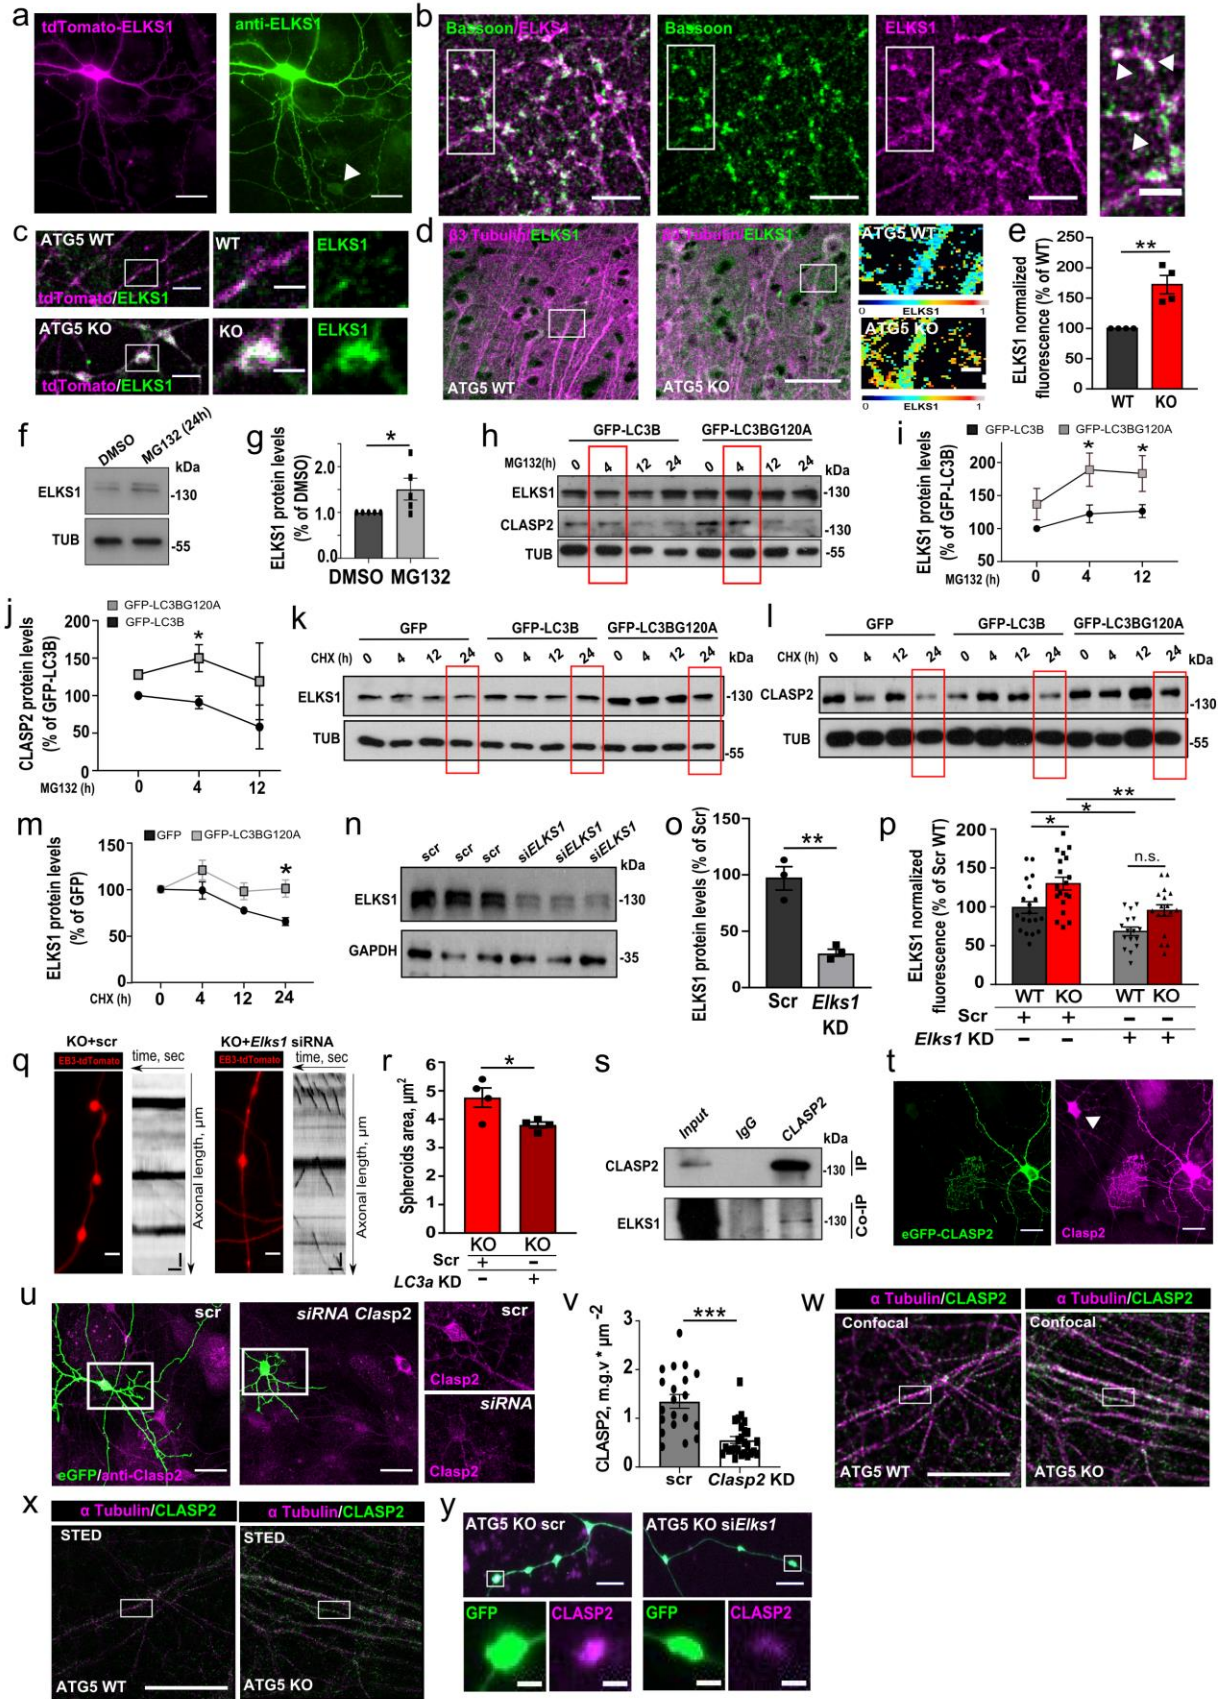 a
tdTomato-ELKS1
anti-ELKS1
b
Bassoon/ELKS1
Bassoon
ELKS1
c
ATG5 WT
tdTomato/ELKS1
WT
ELKS1
ATG5 KO
tdTomato/ELKS1
KO
ELKS1
d
β3 Tubulin/ELKS1
ATG5 WT
β3 Tubulin/ELKS1
ATG5 KO
ATG5 WT
0 ELKS1 1
ATG5 KO
0 ELKS1 1
e
ELKS1 normalized
fluorescence (% of WT)
250
200
150
100
50
**
WT KO
f
DMSO
MG132 (24h)
kDa
ELKS1
-130
TUB
-55
g
ELKS1 protein levels
(% of DMSO)
2.0
1.0
0.0
*
DMSO MG132
h
GFP-LC3B GFP-LC3BG120A
MG132(h) 0 4 12 24 0 4 12 24 kDa
ELKS1
-130
CLASP2
-130
TUB
-55
i
GFP-LC3B GFP-LC3BG120A
ELKS1 protein levels
(% of GFP-LC3B)
200
150
100
50
* *
MG132 (h) 0 4 12
j
GFP-LC3BG120A
GFP-LC3B
CLASP2 protein levels
(% of GFP-LC3B)
200
150
100
50
0
*
MG132 (h) 0 4 12
k
GFP GFP-LC3B GFP-LC3BG120A
CHX (h) 0 4 12 24 0 4 12 24 0 4 12 24 kDa
ELKS1
-130
TUB
-55
l
GFP GFP-LC3B GFP-LC3BG120A
CHX (h) 0 4 12 24 0 4 12 24 0 4 12 24 kDa
CLASP2
-130
TUB
-55
m
GFP GFP-LC3BG120A
ELKS1 protein levels
(% of GFP)
150
100
50
0
*
CHX (h) 0 4 12 24
n
scr scr scr siELKS1 siELKS1 siELKS1
kDa
ELKS1
-130
GAPDH
-35
o
ELKS1 protein levels (% of Scr)
150
100
50
0
**
Scr Elks1
KD
p
ELKS1 normalized
fluorescence (% of Scr WT)
200
150
100
50
0
**
*
*
n.s.
WT KO WT KO
Scr + + – –
Elks1 KD – – + +
q
KO+scr
EB3-tdTomato
time, sec
Axonal length, µm
KO+Elks1 siRNA
EB3-tdTomato
time, sec
Axonal length, µm
r
Spheroids area, µm²
6
5
4
3
2
1
0
*
KO KO
Scr + –
LC3a KD – +
s
Input IgG CLASP2
kDa
CLASP2
-130
IP
ELKS1
-130
Co-IP
t
eGFP-CLASP2
Clasp2
u
scr
eGFP/anti-Clasp2
siRNA Clasp2
scr
Clasp2
siRNA
Clasp2
v
CLASP2, m.g.v * µm⁻²
3
2
1
0
***
scr Clasp2 KD
w
α Tubulin/CLASP2
α Tubulin/CLASP2
Confocal
Confocal
ATG5 WT
ATG5 KO
x
α Tubulin/CLASP2
α Tubulin/CLASP2
STED
STED
ATG5 WT
ATG5 KO
y
ATG5 KO scr
ATG5 KO siElks1
GFP
CLASP2
GFP
CLASP2